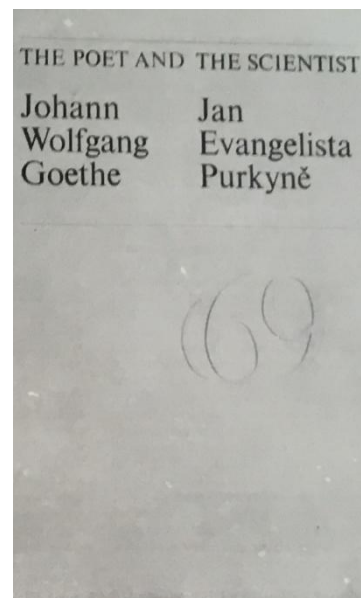 THE POET AND THE SCIENTIST
Johann Jan
Wolfgang Evangelista
Goethe Purkyně
69